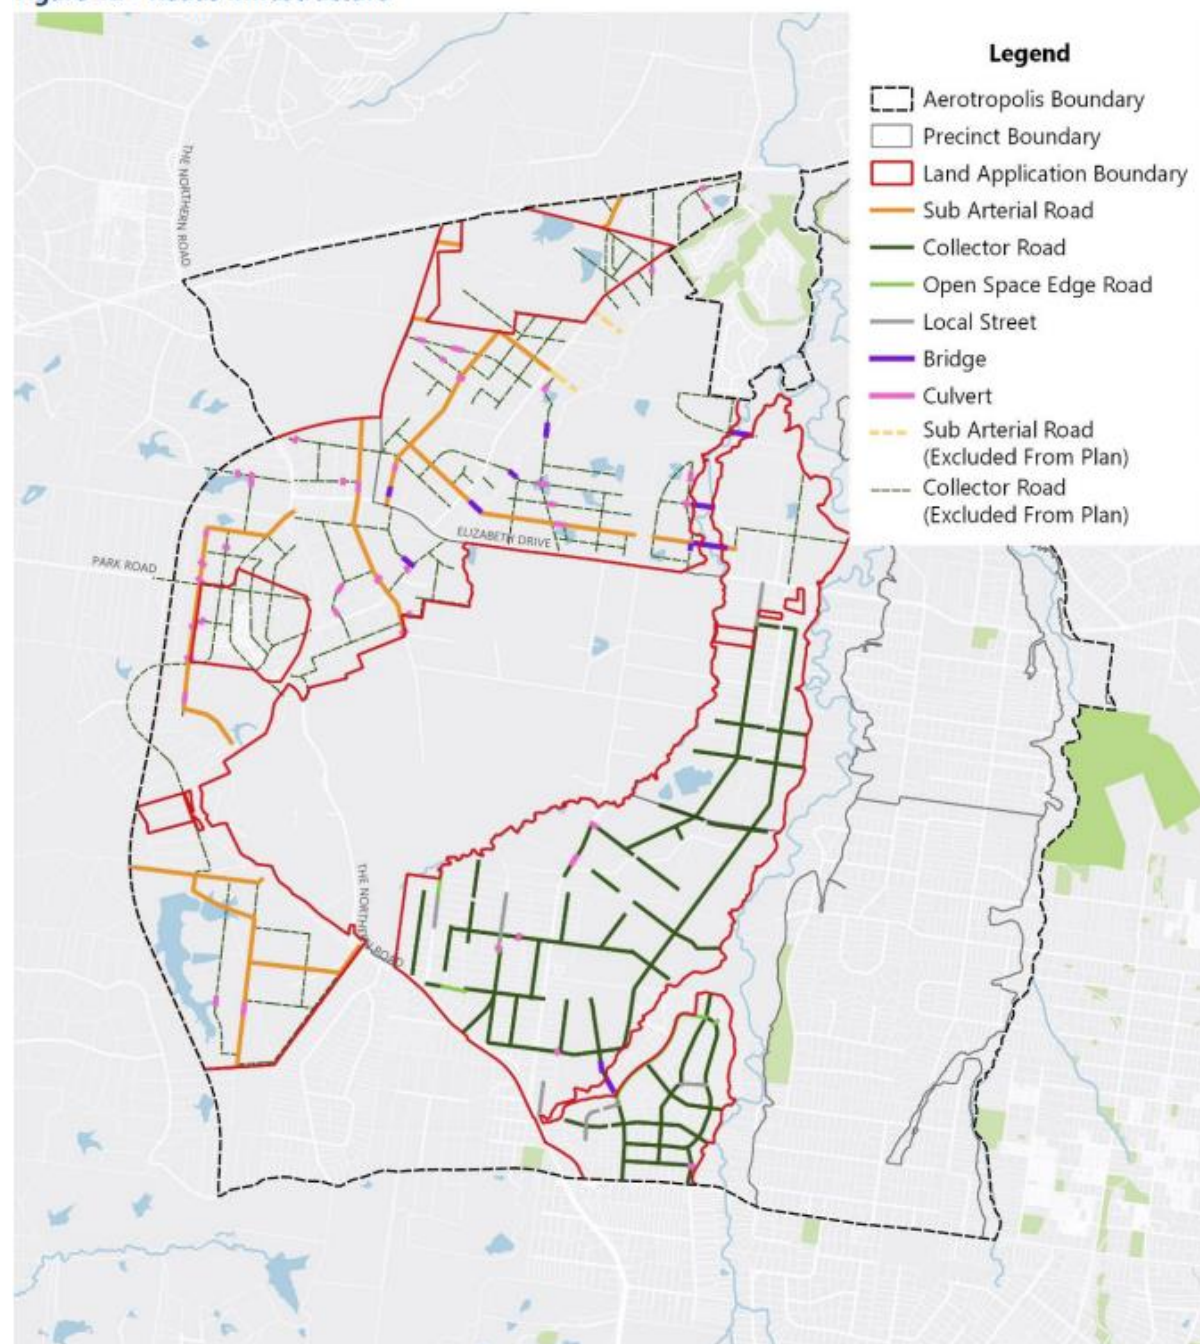 Legend
Aerotropolis Boundary
Precinct Boundary
Land Application Boundary
Sub Arterial Road
Collector Road
Open Space Edge Road
Local Street
Bridge
Culvert
Sub Arterial Road
(Excluded From Plan)
Collector Road
(Excluded From Plan)
THE NORTHERN ROAD
ELIZABETH DRIVE
PARK ROAD
THE NORTHERN ROAD